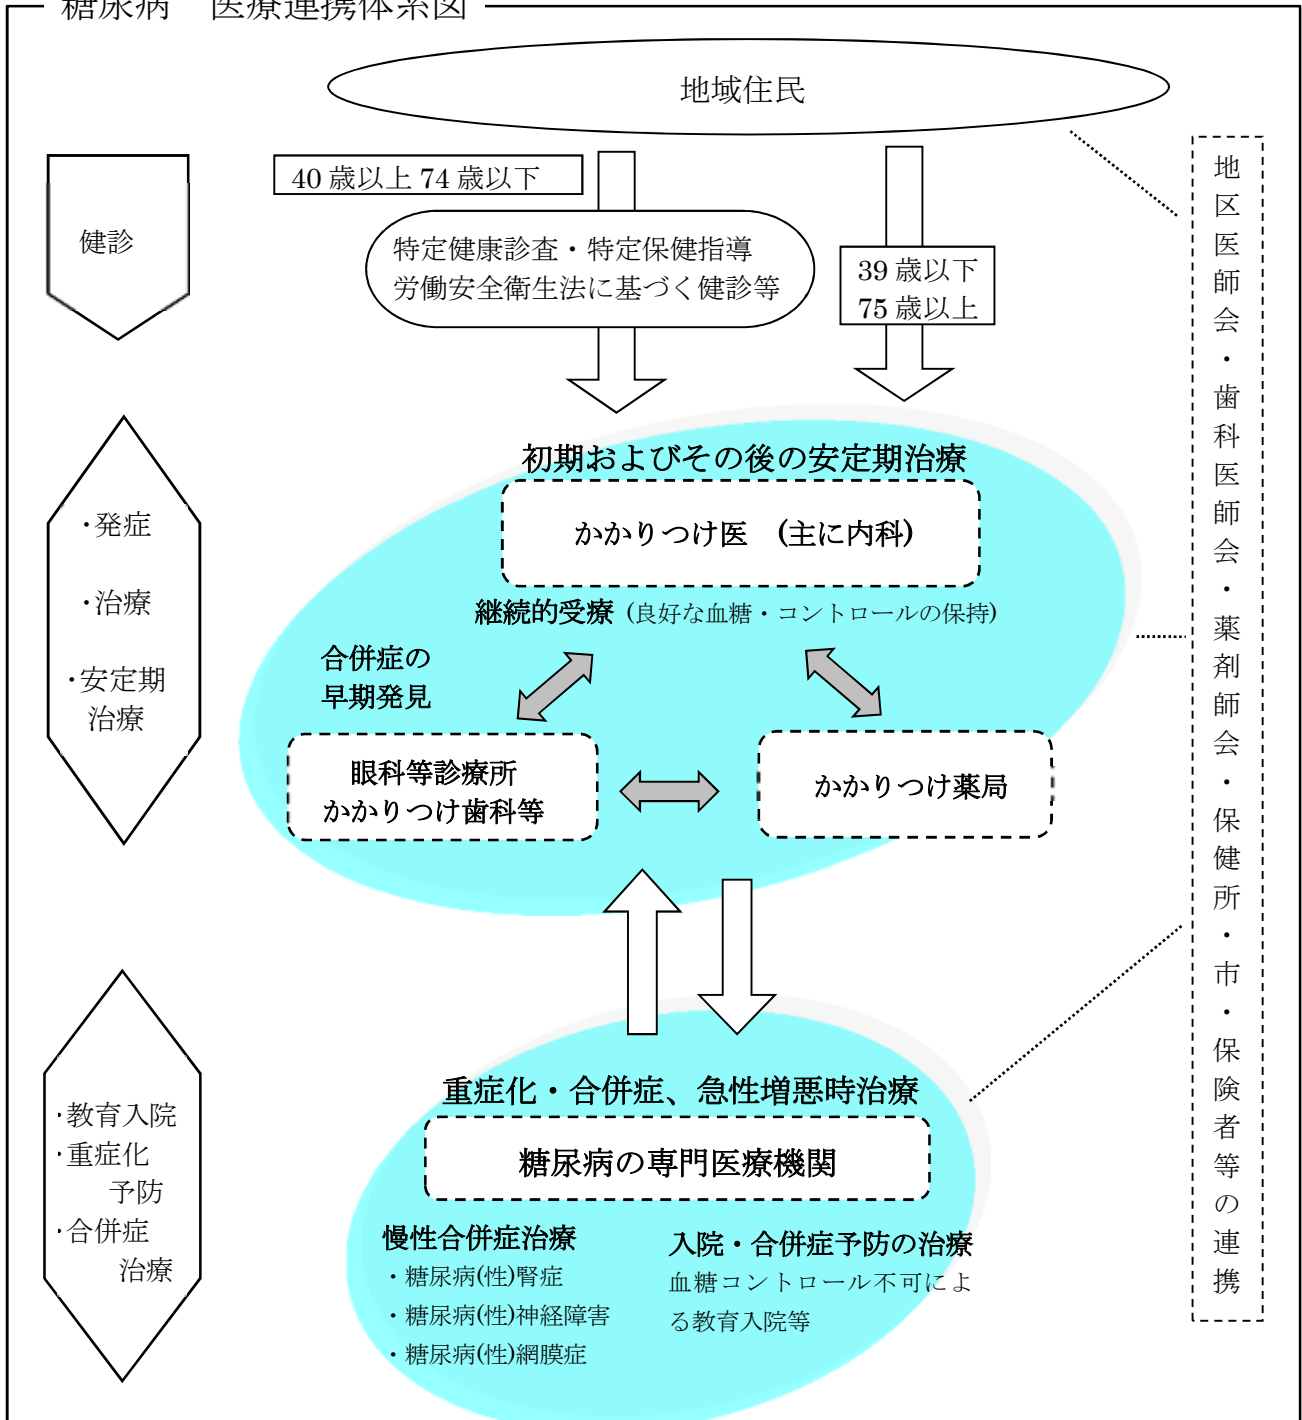 糖尿病　医療連携体系図
地域住民
40歳以上74歳以下
健診
特定健康診査・特定保健指導
労働安全衛生法に基づく健診等
39歳以下
75歳以上
初期およびその後の安定期治療
かかりつけ医　(主に内科)
継続的受療 (良好な血糖・コントロールの保持)
・発症
・治療
・安定期
治療
合併症の
早期発見
眼科等診療所
かかりつけ歯科等
かかりつけ薬局
重症化・合併症、急性増悪時治療
糖尿病の専門医療機関
・教育入院
・重症化
予防
・合併症
治療
慢性合併症治療
・糖尿病(性)腎症
・糖尿病(性)神経障害
・糖尿病(性)網膜症
入院・合併症予防の治療
血糖コントロール不可によ
る教育入院等
地区医師会・歯科医師会・薬剤師会・保健所・市・保険者等の連携